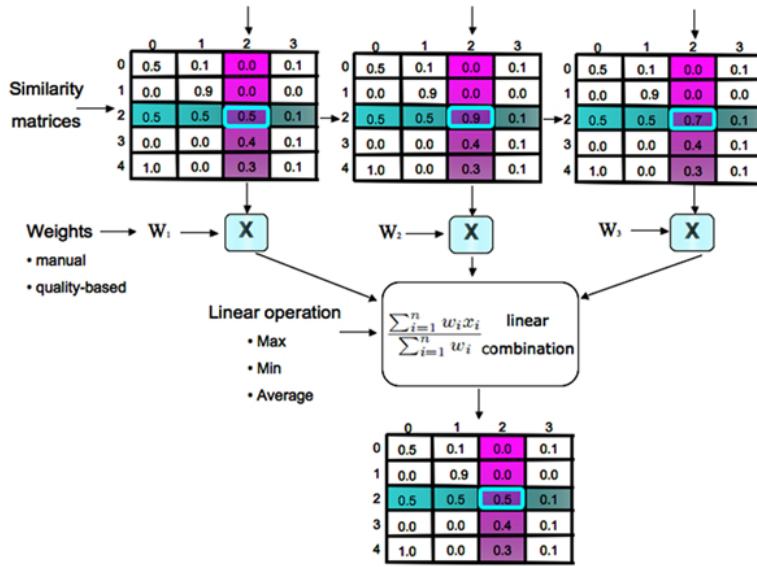 0 1 2 3
0 0.5 0.1 0.0 0.1
1 0.0 0.9 0.0 0.0
2 0.5 0.5 0.5 0.1
3 0.0 0.0 0.4 0.1
4 1.0 0.0 0.3 0.1
0 1 2 3
0 0.5 0.1 0.0 0.1
1 0.0 0.9 0.0 0.0
2 0.5 0.5 0.9 0.1
3 0.0 0.0 0.4 0.1
4 1.0 0.0 0.3 0.1
0 1 2 3
0 0.5 0.1 0.0 0.1
1 0.0 0.9 0.0 0.0
2 0.5 0.5 0.7 0.1
3 0.0 0.0 0.4 0.1
4 1.0 0.0 0.3 0.1
Similarity
matrices
Weights
• manual
• quality-based
W₁ X
W₂ X
W₃ X
Linear operation
• Max
• Min
• Average
\frac{\sum_{i=1}^{n} w_i x_i}{\sum_{i=1}^{n} w_i}
linear
combination
0 1 2 3
0 0.5 0.1 0.0 0.1
1 0.0 0.9 0.0 0.0
2 0.5 0.5 0.5 0.1
3 0.0 0.0 0.4 0.1
4 1.0 0.0 0.3 0.1